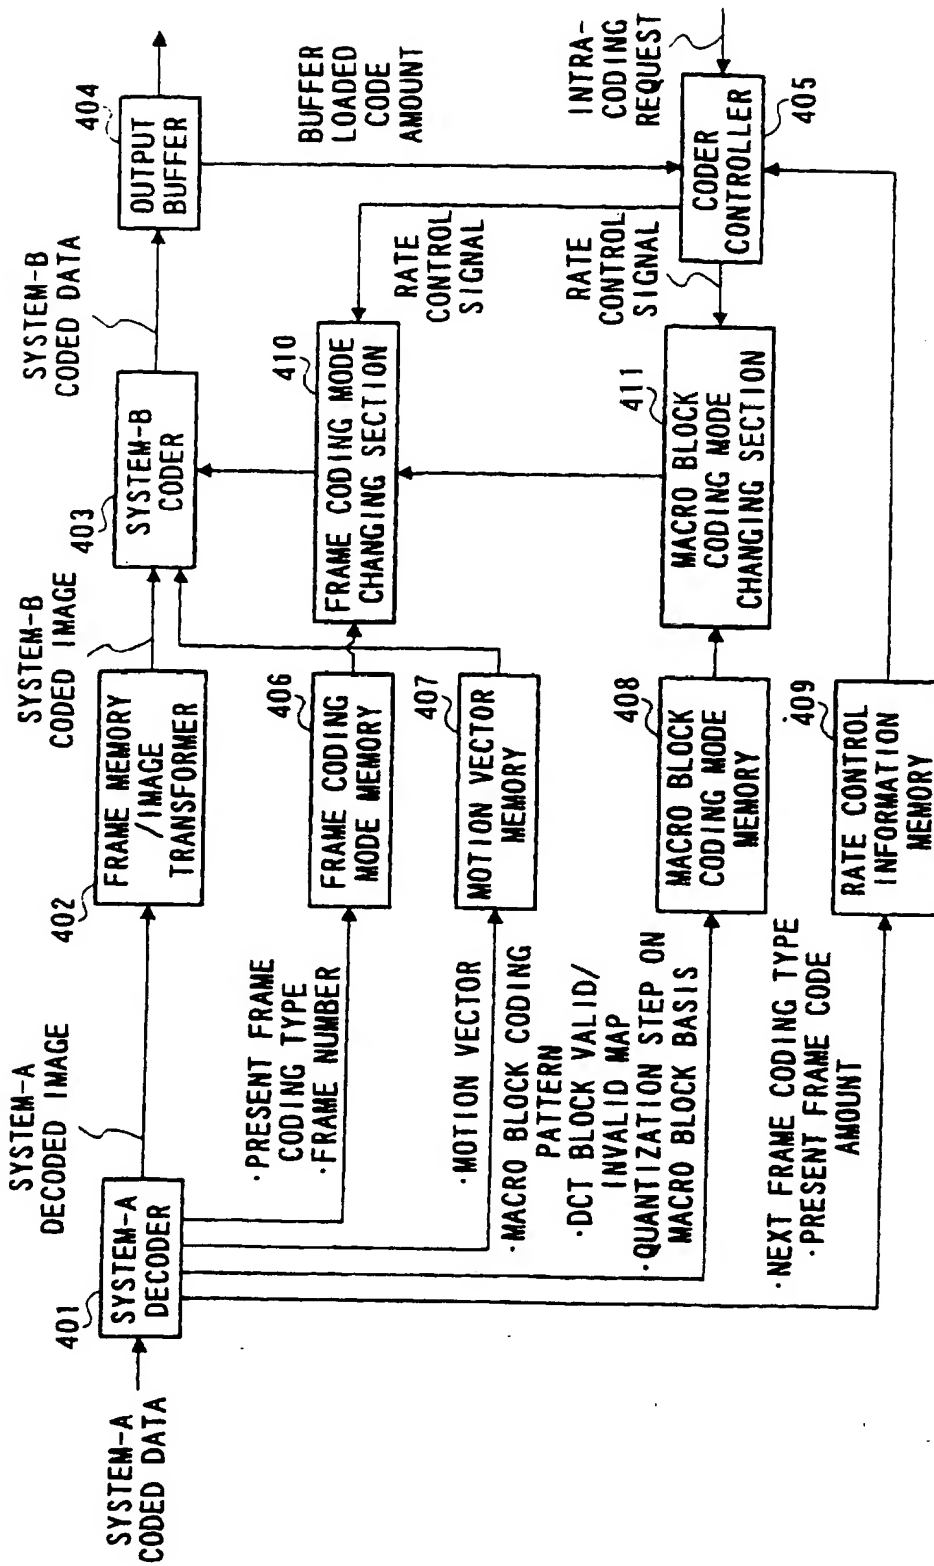 SYSTEM-A
CODED DATA
401
SYSTEM-A
DECODER
SYSTEM-A
DECODED IMAGE
402
FRAME MEMORY
/IMAGE
TRANSFORMER
SYSTEM-B
CODED IMAGE
403
SYSTEM-B
CODER
SYSTEM-B
CODED DATA
404
OUTPUT
BUFFER
·PRESENT FRAME
CODING TYPE
·FRAME NUMBER
406
FRAME CODING
MODE MEMORY
410
FRAME CODING MODE
CHANGING SECTION
RATE
CONTROL
SIGNAL
BUFFER
LOADED
CODE
AMOUNT
·MOTION VECTOR
407
MOTION VECTOR
MEMORY
·MACRO BLOCK CODING
PATTERN
·DCT BLOCK VALID/
INVALID MAP
·QUANTIZATION STEP ON
MACRO BLOCK BASIS
408
MACRO BLOCK
CODING MODE
MEMORY
411
MACRO BLOCK
CODING MODE
CHANGING SECTION
RATE
CONTROL
SIGNAL
CODER
CONTROLLER
405
INTRA-
CODING
REQUEST
·NEXT FRAME CODING TYPE
·PRESENT FRAME CODE
AMOUNT
409
RATE CONTROL
INFORMATION
MEMORY